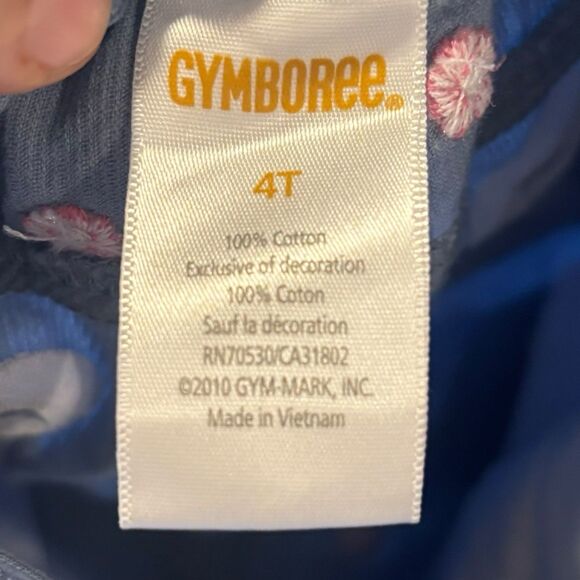 GYMBOREE®
4T
100% Cotton
Exclusive of decoration
100% Coton
Sauf la décoration
RN70530/CA31802
©2010 GYM-MARK, INC.
Made in Vietnam